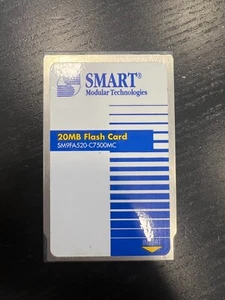 SMART®
Modular Technologies
20MB Flash Card
SM9FA520-C7500MC